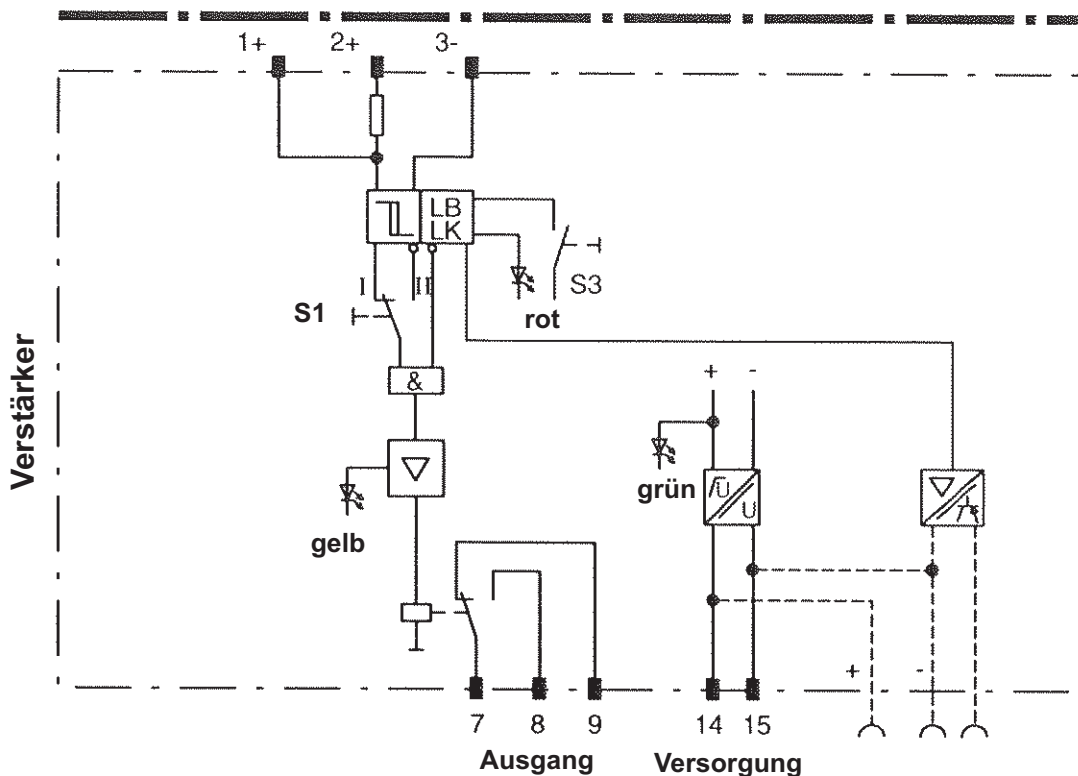 1+ 2+ 3-
LB
LK
I II
S1
S3
rot
Verstärker
&
+ -
grün
U
U
gelb
+ -
7 8 9 14 15
Ausgang Versorgung